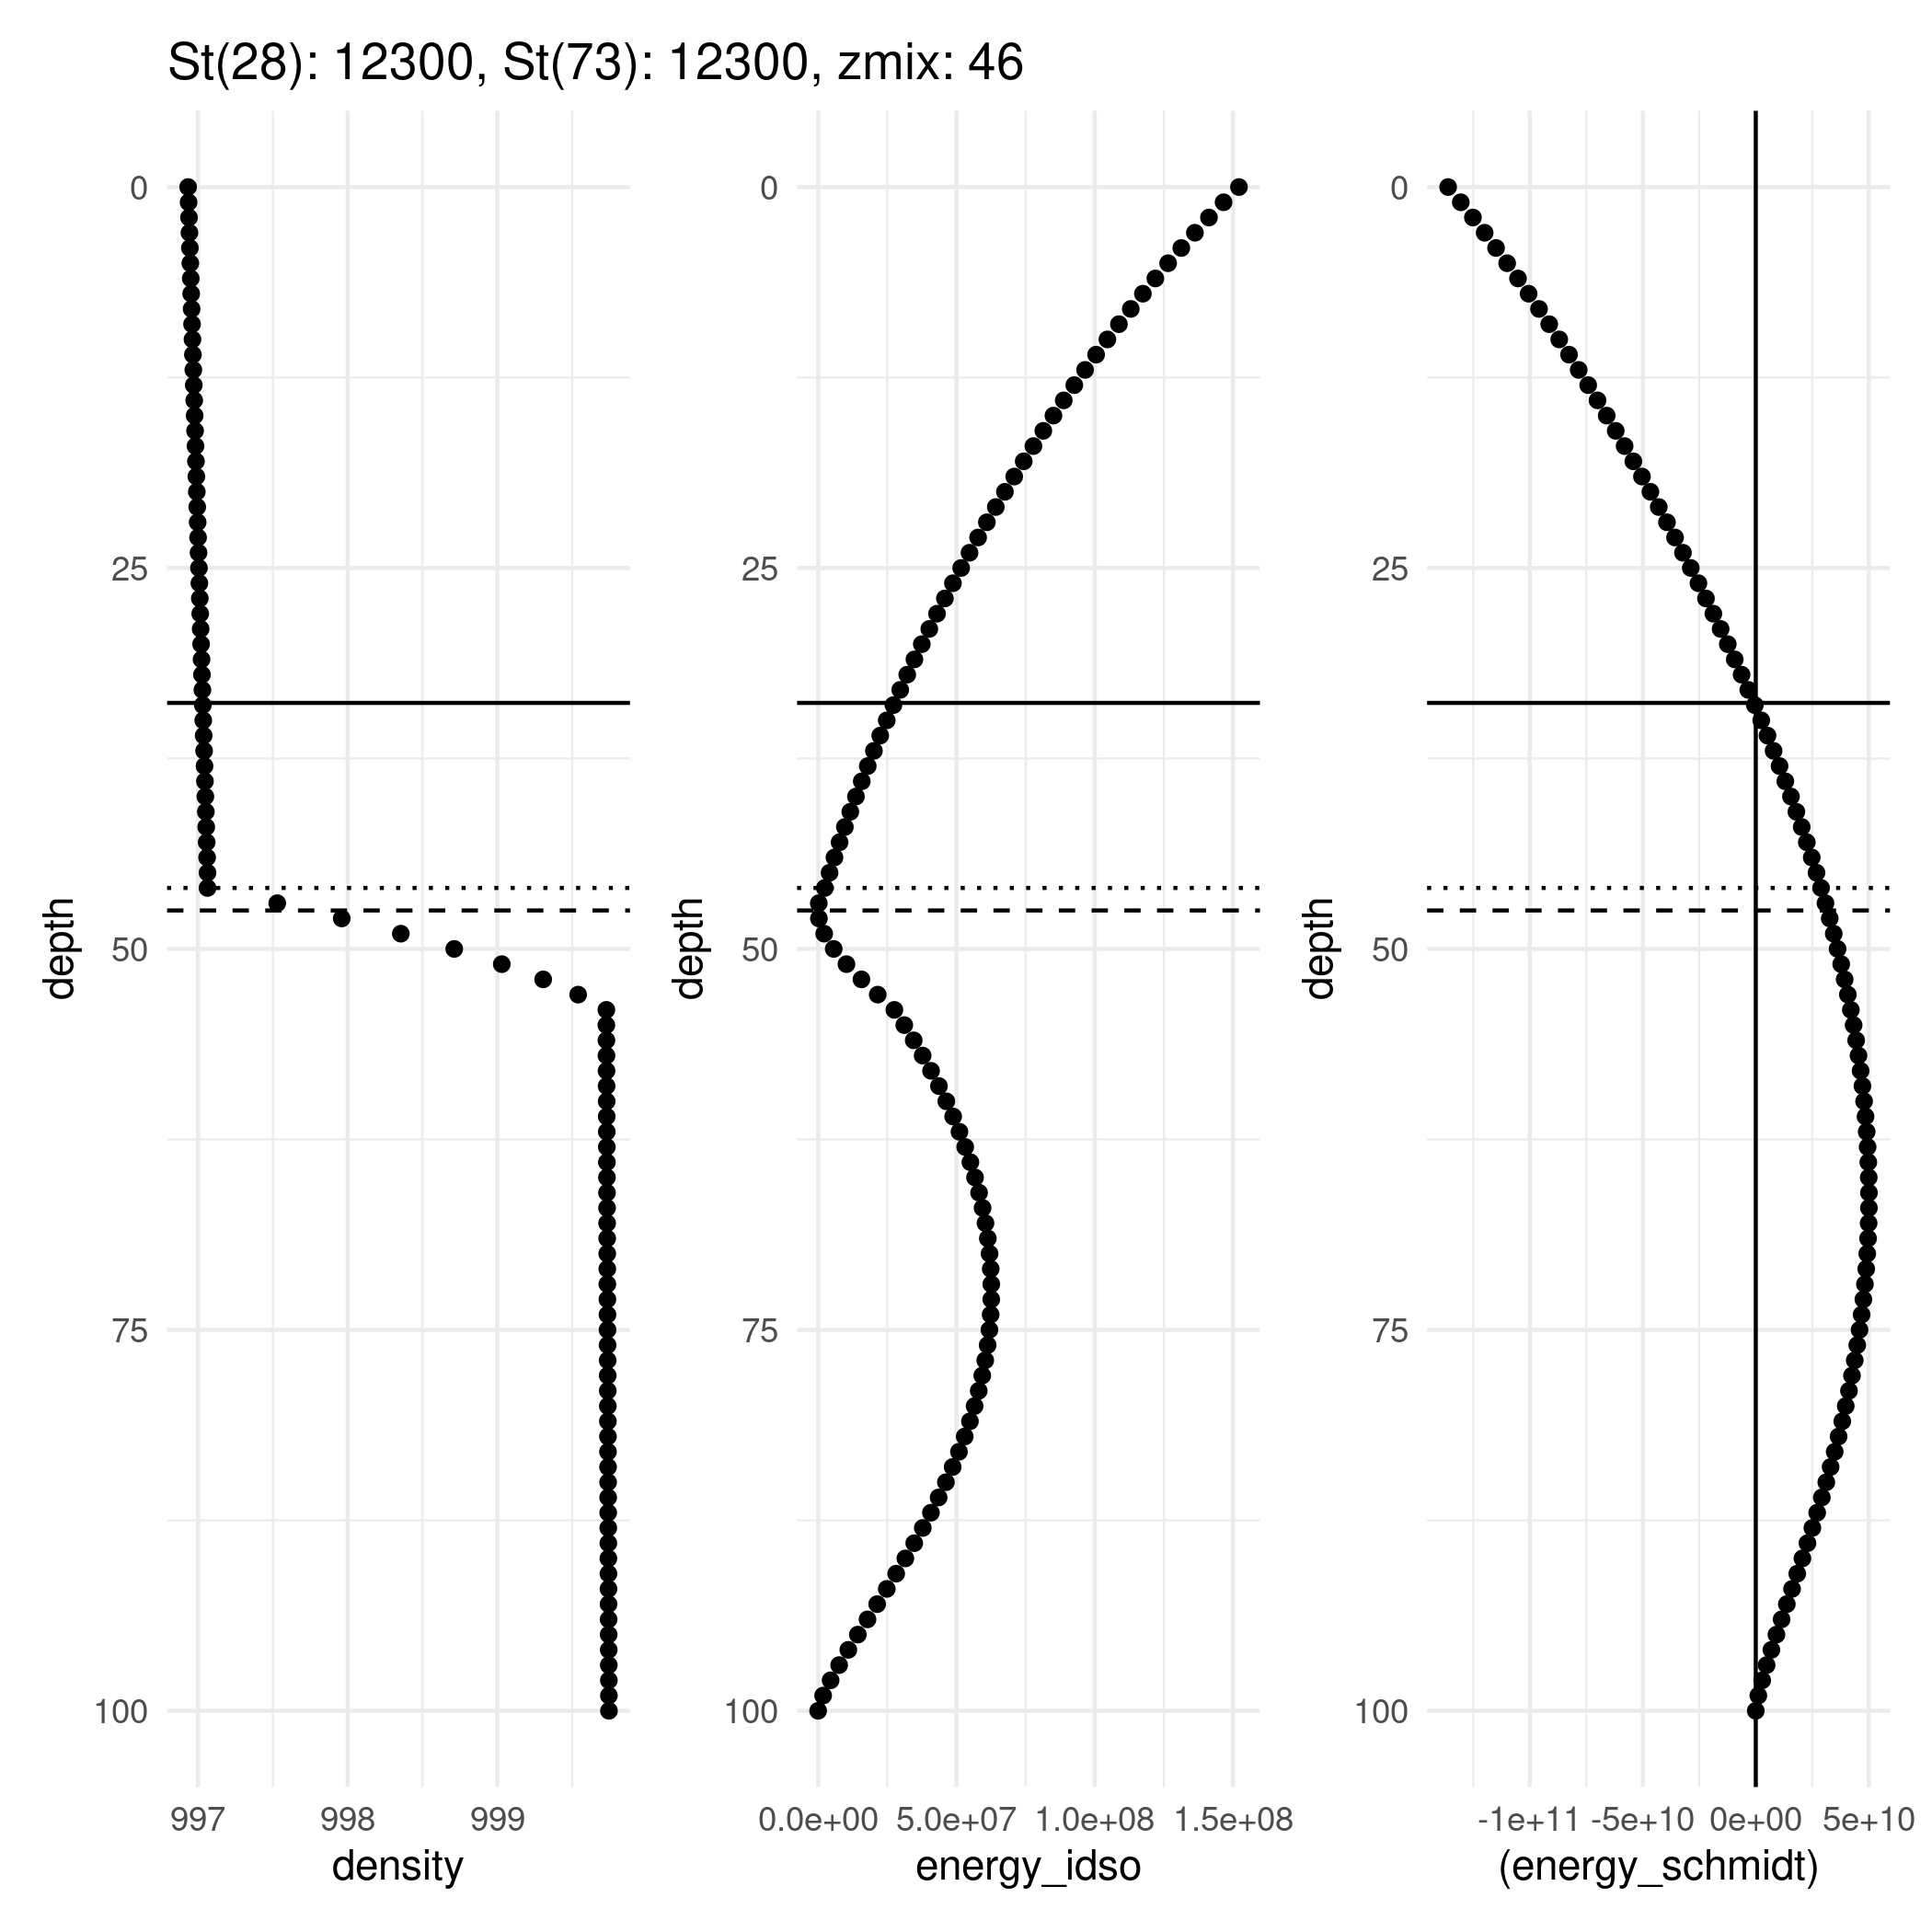 St(28): 12300, St(73): 12300, zmix: 46
depth
0
25
50
75
100
997 998 999
density
depth
0
25
50
75
100
0.0e+00 5.0e+07 1.0e+08 1.5e+08
energy_idso
depth
0
25
50
75
100
-1e+11 -5e+10 0e+00 5e+10
(energy_schmidt)